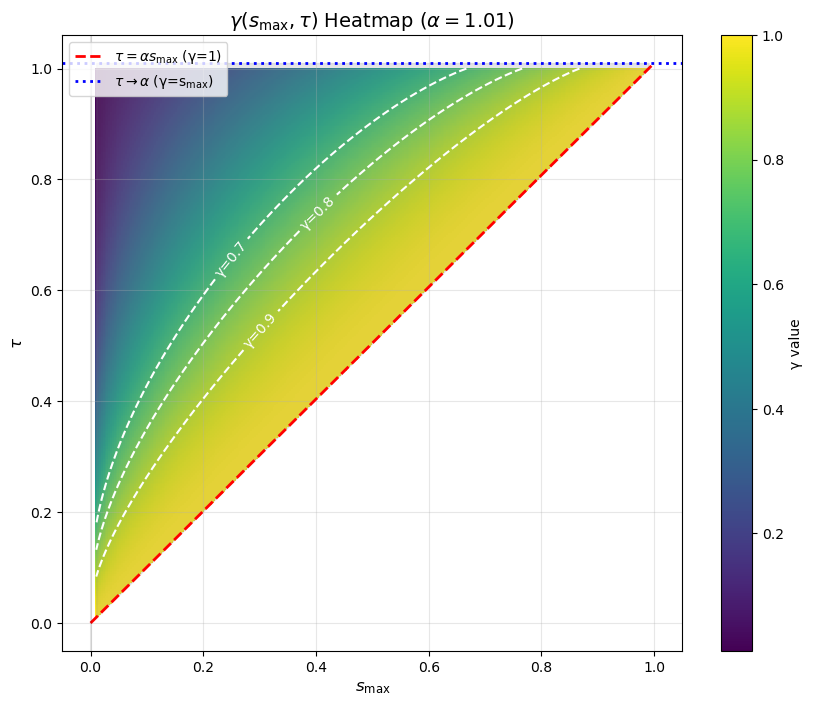 γ(s_max, τ) Heatmap (α = 1.01)
τ = αs_max (γ=1)
τ → α (γ=s_max)
1.0
0.8
0.6
0.4
0.2
0.0
τ
γ=0.7
γ=0.8
γ=0.9
0.0 0.2 0.4 0.6 0.8 1.0
s_max
1.0
0.8
0.6
0.4
0.2
γ value